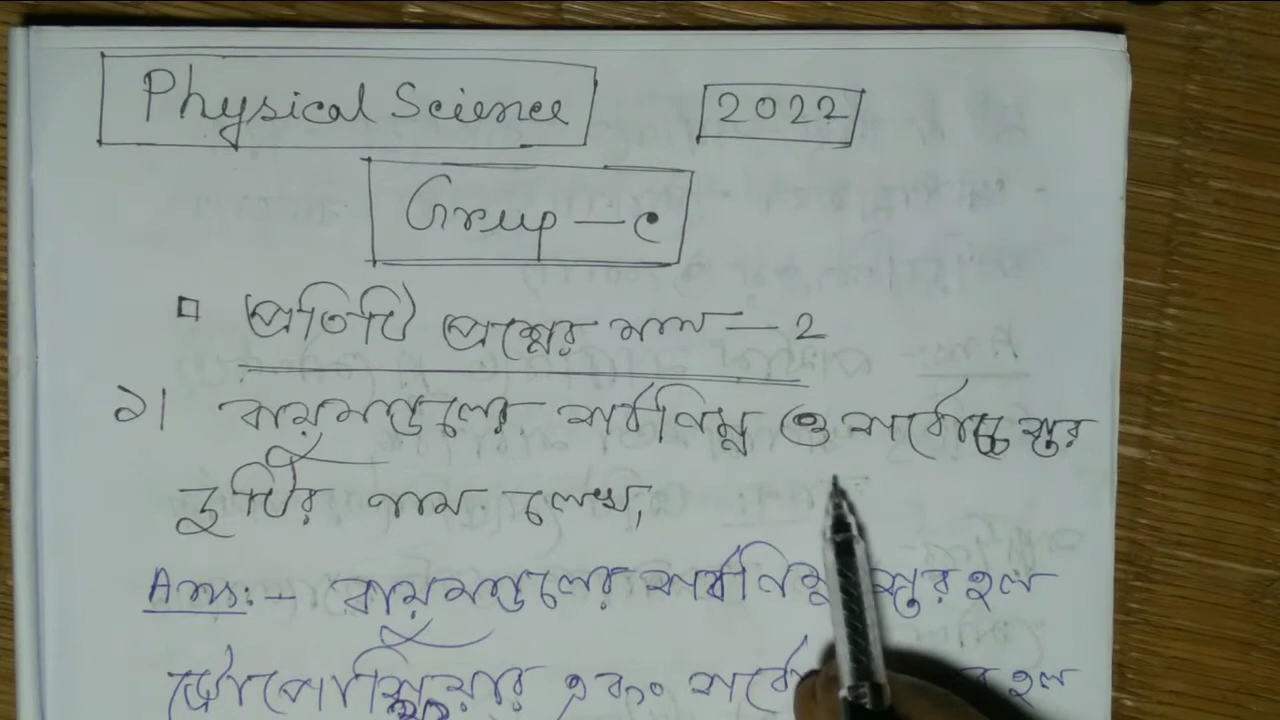 Physical Science
2022
Group - C
প্রতিটি প্রশ্নের মান - 2
১। বায়ুমণ্ডলের সর্বনিম্ন ও সর্বোচ্চ স্তর
দুটির নাম লেখ,
Ans:- বায়ুমণ্ডলের সর্বনিম্ন স্তর হল
ট্রোপোস্ফিয়ার এবং হল